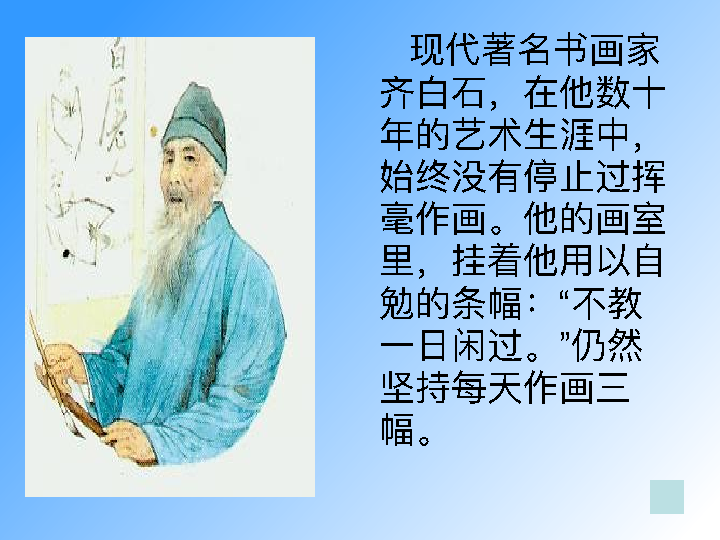 现代著名书画家
齐白石，在他数十
年的艺术生涯中，
始终没有停止过挥
毫作画。他的画室
里，挂着他用以自
勉的条幅：“不教
一日闲过。”仍然
坚持每天作画三
幅。